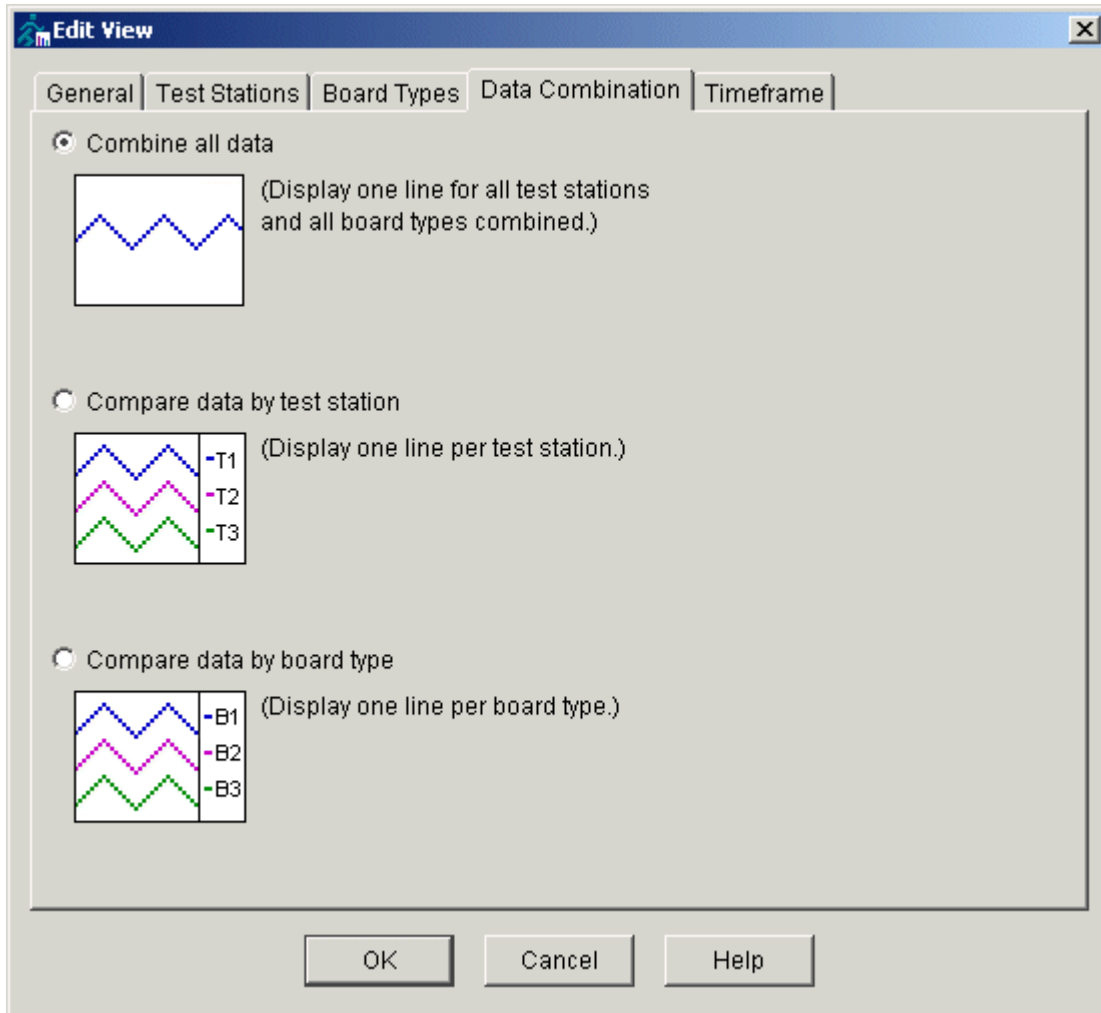 Edit View
General
Test Stations
Board Types
Data Combination
Timeframe
Combine all data
(Display one line for all test stations
and all board types combined.)
Compare data by test station
(Display one line per test station.)
T1
T2
T3
Compare data by board type
(Display one line per board type.)
B1
B2
B3
OK
Cancel
Help